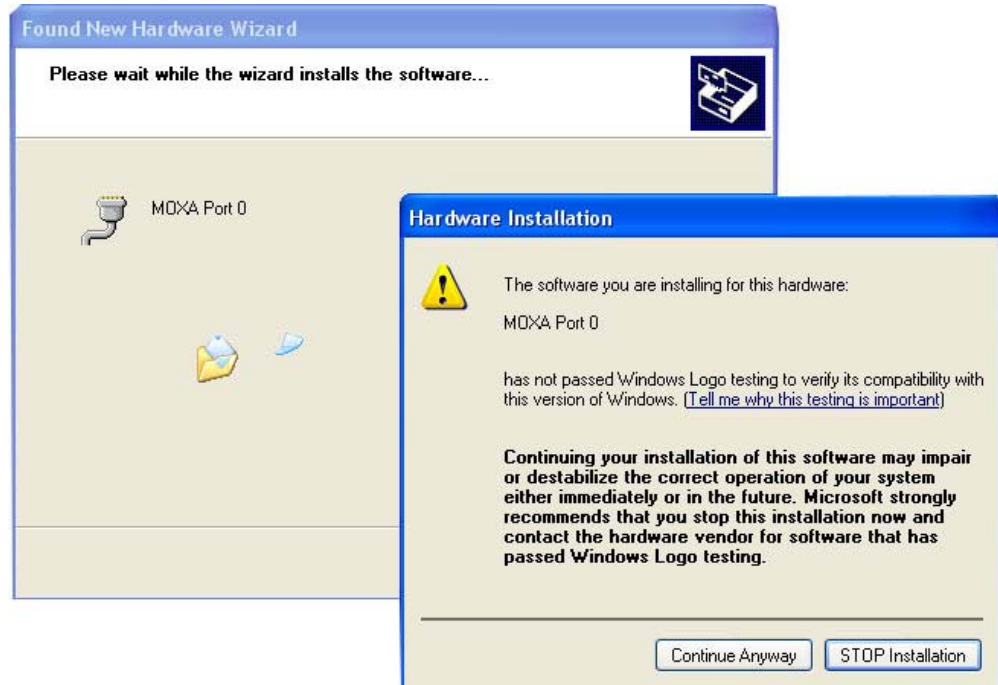 Found New Hardware Wizard
Please wait while the wizard installs the software...
MOXA Port 0
Hardware Installation
The software you are installing for this hardware:
MOXA Port 0
has not passed Windows Logo testing to verify its compatibility with
this version of Windows. (Tell me why this testing is important)
Continuing your installation of this software may impair
or destabilize the correct operation of your system
either immediately or in the future. Microsoft strongly
recommends that you stop this installation now and
contact the hardware vendor for software that has
passed Windows Logo testing.
Continue Anyway
STOP Installation